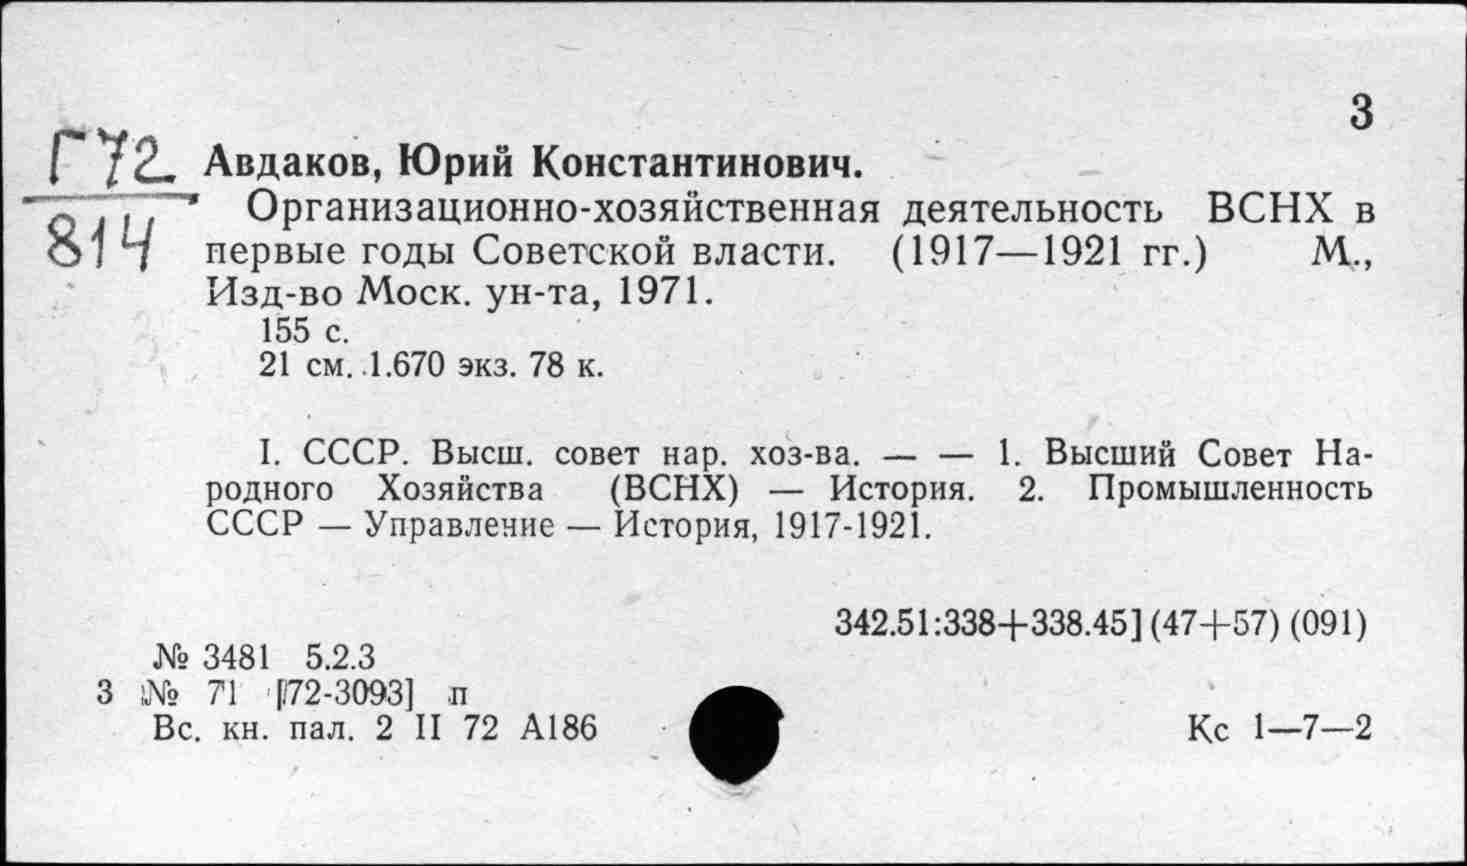 3
Г72
814
Авдаков, Юрий Константинович.
Организационно-хозяйственная деятельность ВСНХ в
первые годы Советской власти. (1917—1921 гг.) М.,
Изд-во Моск. ун-та, 1971.
155 с.
21 см. 1.670 экз. 78 к.
I. СССР. Высш. совет нар. хоз-ва. — — 1. Высший Совет На-
родного Хозяйства (ВСНХ) — История. 2. Промышленность
СССР — Управление — История, 1917-1921.
342.51:338+338.45] (47+57) (091)
№ 3481 5.2.3
3 № 71 [72-3093] п
Вс. кн. пал. 2 II 72 А186
Кс 1—7—2